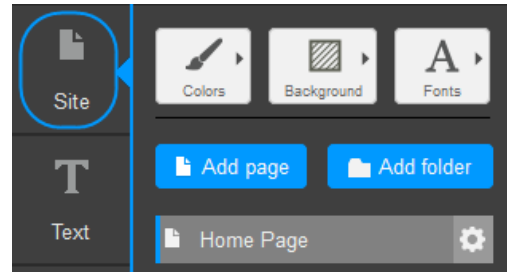 Site
Text
Colors
Background
Fonts
Add page
Add folder
Home Page